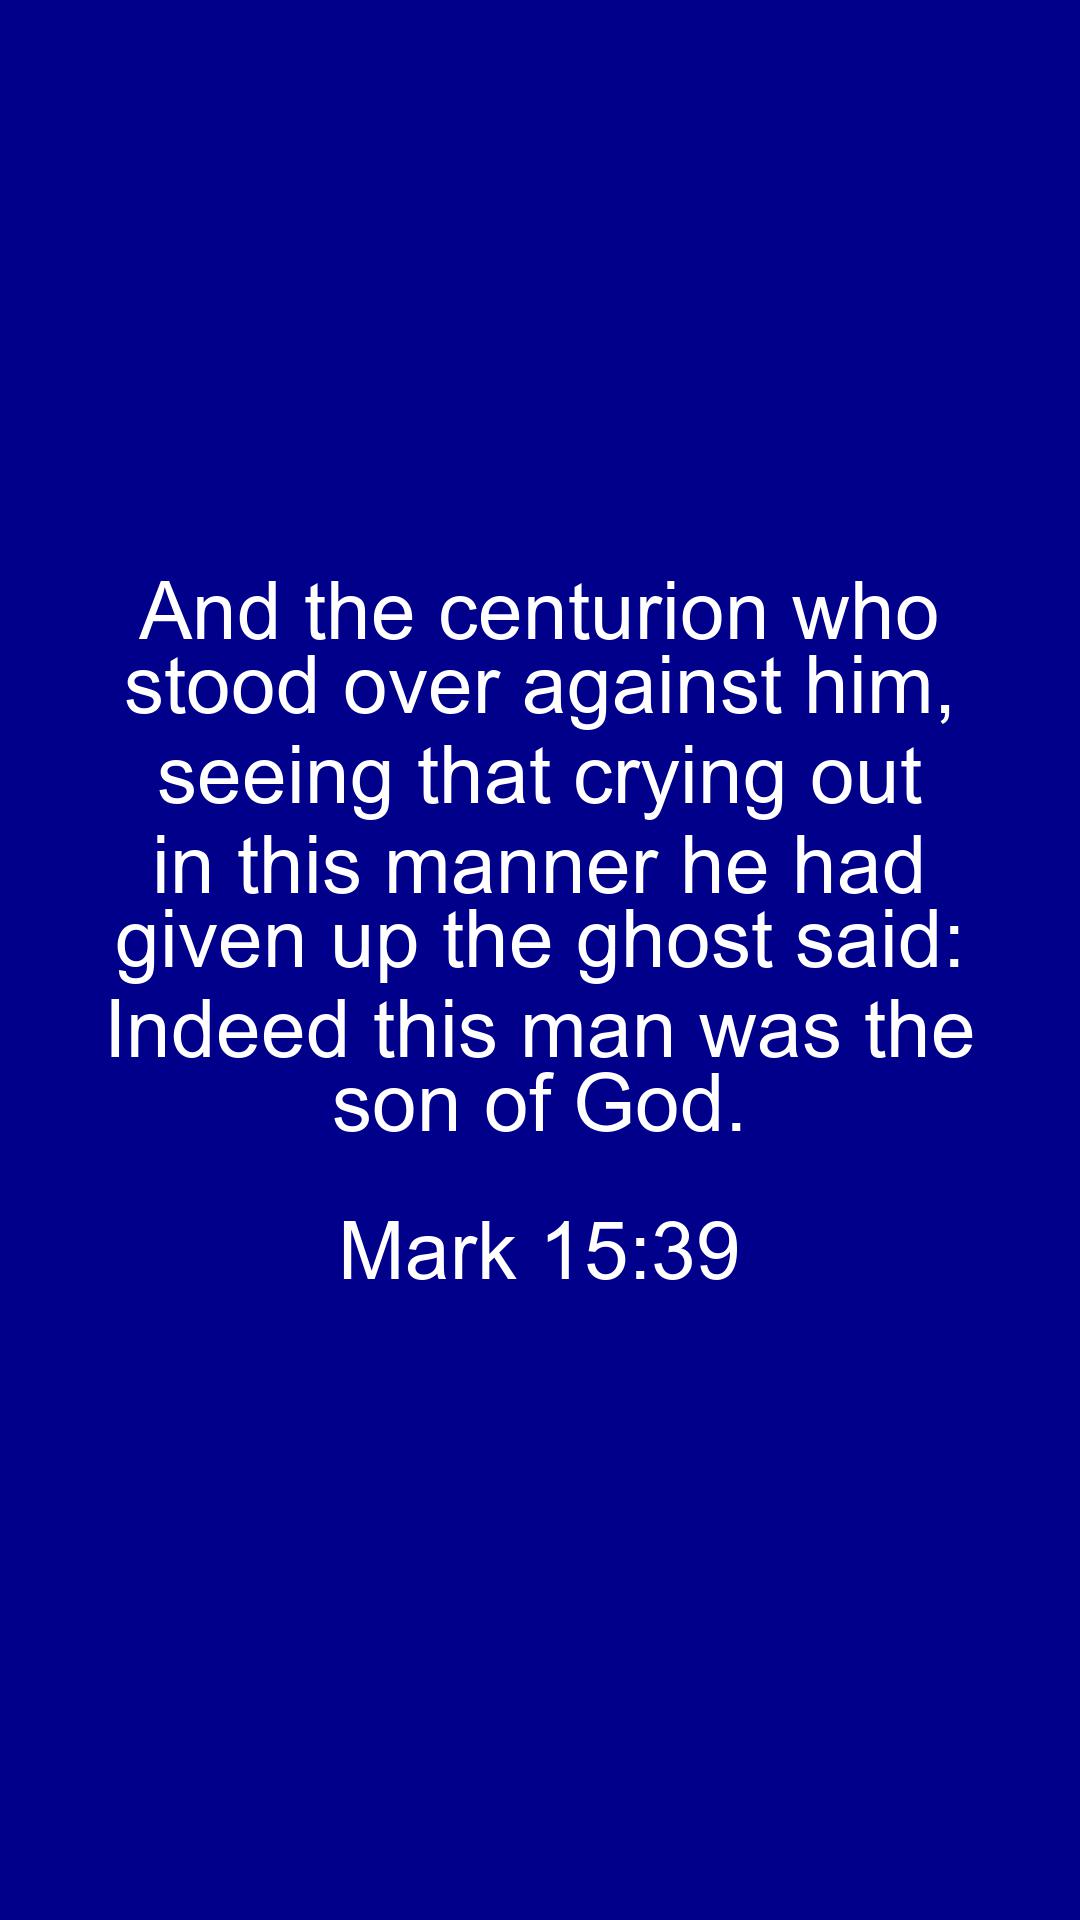 And the centurion who
stood over against him,
seeing that crying out
in this manner he had
given up the ghost said:
Indeed this man was the
son of God.
Mark 15:39